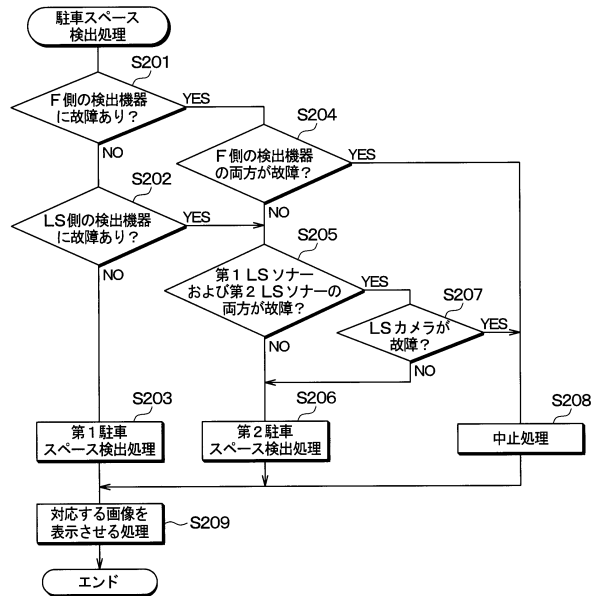 駐車スペース
検出処理
S201
F側の検出機器
に故障あり？
YES
NO
S204
F側の検出機器
の両方が故障？
YES
NO
S202
LS側の検出機器
に故障あり？
YES
NO
S205
第1LSソナー
および第2LSソナーの
両方が故障？
YES
NO
S207
LSカメラが
故障？
YES
NO
S203
第1駐車
スペース検出処理
S206
第2駐車
スペース検出処理
S208
中止処理
対応する画像を
表示させる処理
S209
エンド